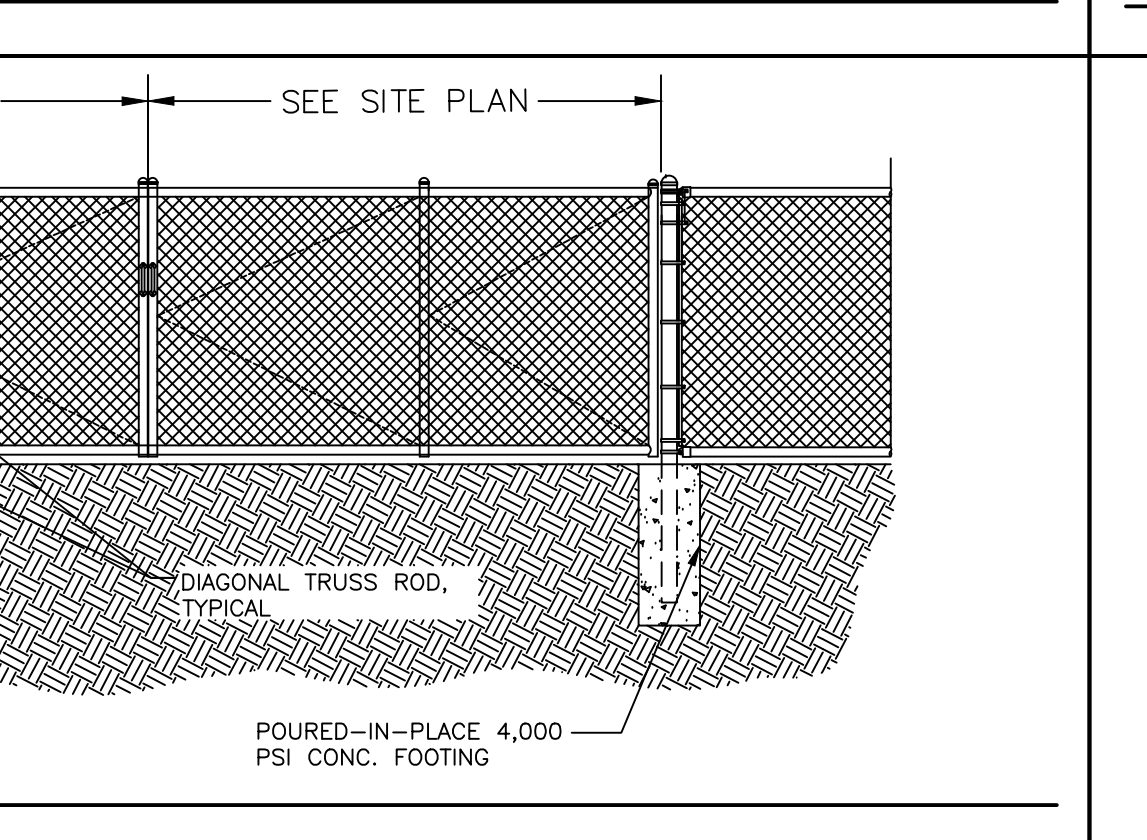 SEE SITE PLAN
DIAGONAL TRUSS ROD,
TYPICAL
POURED-IN-PLACE 4,000
PSI CONC. FOOTING